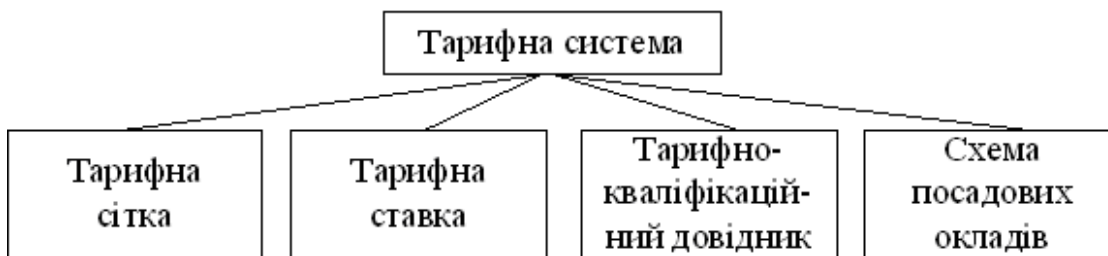 Тарифна система
Тарифна
сітка
Тарифна
ставка
Тарифно-
кваліфікацій-
ний довідник
Схема
посадових
окладів